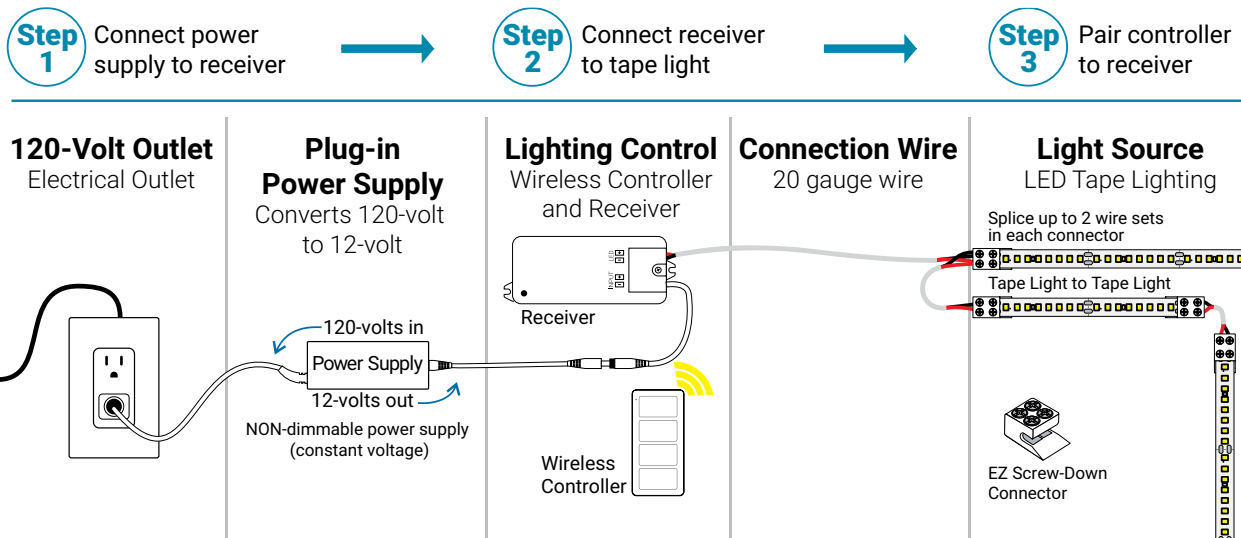 Step
1
Connect power
supply to receiver
Step
2
Connect receiver
to tape light
Step
3
Pair controller
to receiver
120-Volt Outlet
Electrical Outlet
Plug-in
Power Supply
Converts 120-volt
to 12-volt
Lighting Control
Wireless Controller
and Receiver
Connection Wire
20 gauge wire
Light Source
LED Tape Lighting
Splice up to 2 wire sets
in each connector
LED
INPUT
Receiver
Tape Light to Tape Light
120-volts in
Power Supply
12-volts out
NON-dimmable power supply
(constant voltage)
Wireless
Controller
EZ Screw-Down
Connector